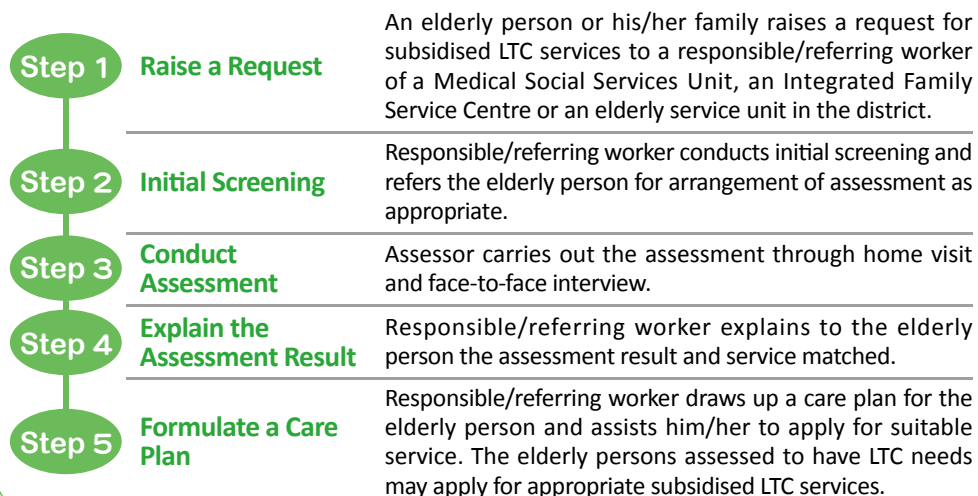 Step 1
Raise a Request
An elderly person or his/her family raises a request for
subsidised LTC services to a responsible/referring worker
of a Medical Social Services Unit, an Integrated Family
Service Centre or an elderly service unit in the district.
Step 2
Initial Screening
Responsible/referring worker conducts initial screening and
refers the elderly person for arrangement of assessment as
appropriate.
Step 3
Conduct
Assessment
Assessor carries out the assessment through home visit
and face-to-face interview.
Step 4
Explain the
Assessment Result
Responsible/referring worker explains to the elderly
person the assessment result and service matched.
Step 5
Formulate a Care
Plan
Responsible/referring worker draws up a care plan for the
elderly person and assists him/her to apply for suitable
service. The elderly persons assessed to have LTC needs
may apply for appropriate subsidised LTC services.